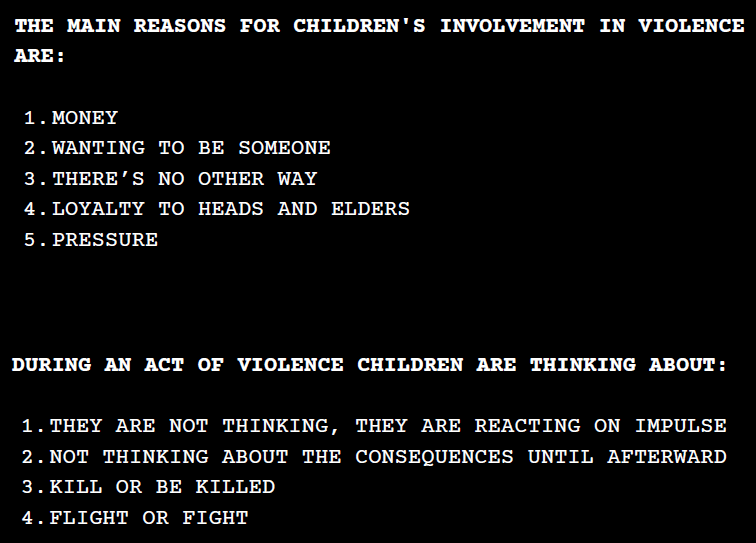 THE MAIN REASONS FOR CHILDREN'S INVOLVEMENT IN VIOLENCE
ARE:
1. MONEY
2. WANTING TO BE SOMEONE
3. THERE’S NO OTHER WAY
4. LOYALTY TO HEADS AND ELDERS
5. PRESSURE
DURING AN ACT OF VIOLENCE CHILDREN ARE THINKING ABOUT:
1. THEY ARE NOT THINKING, THEY ARE REACTING ON IMPULSE
2. NOT THINKING ABOUT THE CONSEQUENCES UNTIL AFTERWARD
3. KILL OR BE KILLED
4. FLIGHT OR FIGHT